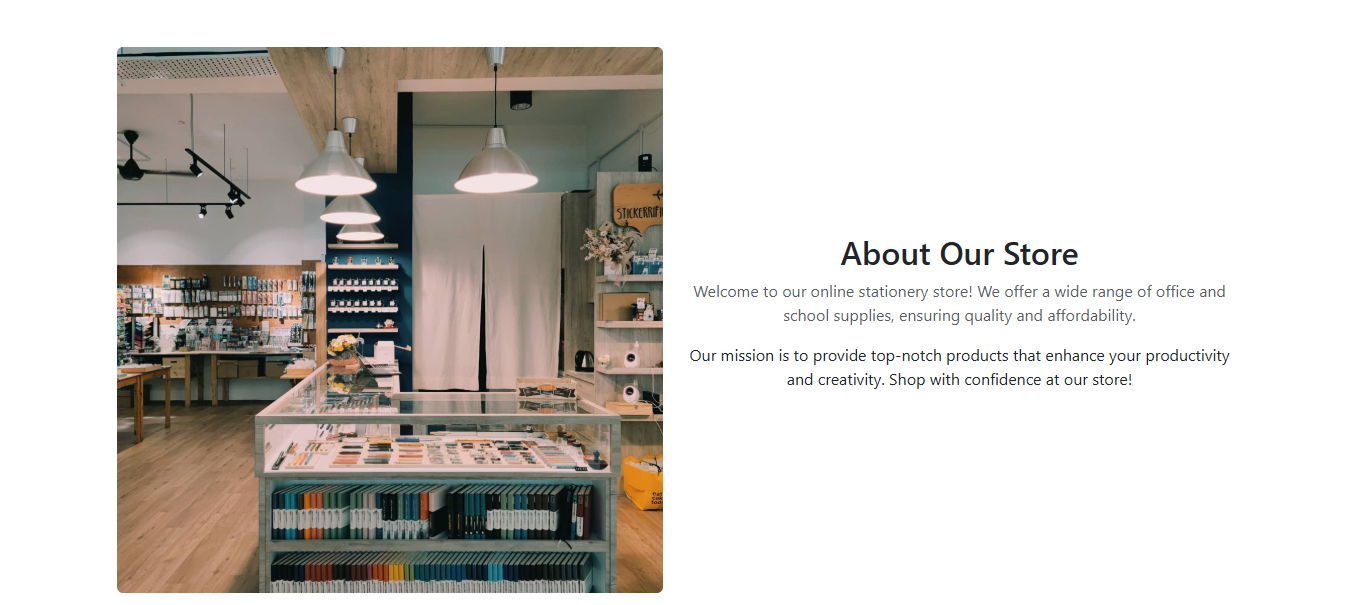 About Our Store
Welcome to our online stationery store! We offer a wide range of office and
school supplies, ensuring quality and affordability.
Our mission is to provide top-notch products that enhance your productivity
and creativity. Shop with confidence at our store!